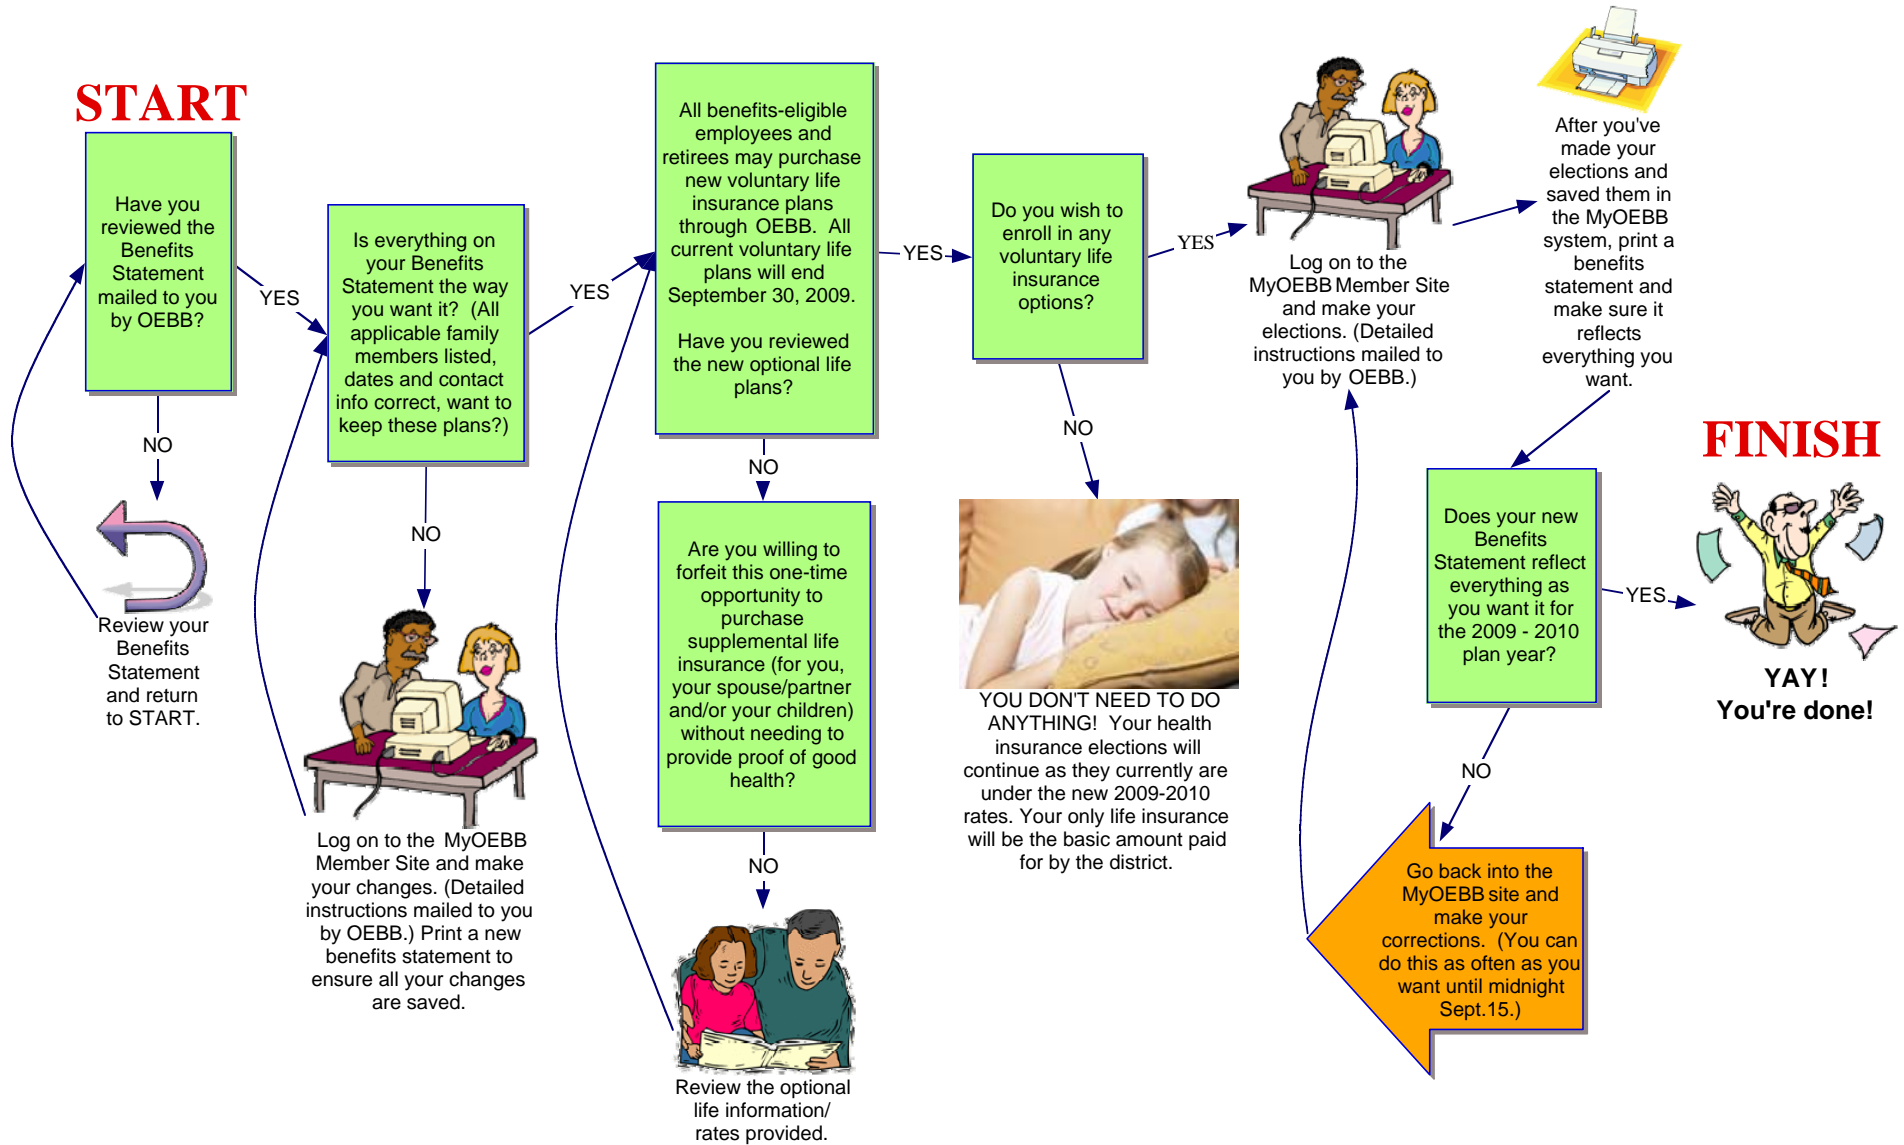 START
Have you
reviewed the
Benefits
Statement
mailed to you
by OEBB?
YES
NO
Review your
Benefits
Statement
and return
to START.
Is everything on
your Benefits
Statement the way
you want it?  (All
applicable family
members listed,
dates and contact
info correct, want to
keep these plans?)
YES
NO
Log on to the MyOEBB
Member Site and make
your changes. (Detailed
instructions mailed to you
by OEBB.) Print a new
benefits statement to
ensure all your changes
are saved.
All benefits-eligible
employees and
retirees may purchase
new voluntary life
insurance plans
through OEBB.  All
current voluntary life
plans will end
September 30, 2009.
Have you reviewed
the new optional life
plans?
YES
NO
Are you willing to
forfeit this one-time
opportunity to
purchase
supplemental life
insurance (for you,
your spouse/partner
and/or your children)
without needing to
provide proof of good
health?
NO
Review the optional
life information/
rates provided.
Do you wish to
enroll in any
voluntary life
insurance
options?
YES
NO
YOU DON'T NEED TO DO
ANYTHING!  Your health
insurance elections will
continue as they currently are
under the new 2009-2010
rates. Your only life insurance
will be the basic amount paid
for by the district.
Log on to the
MyOEBB Member Site
and make your
elections. (Detailed
instructions mailed to
you by OEBB.)
After you've
made your
elections and
saved them in
the MyOEBB
system, print a
benefits
statement and
make sure it
reflects
everything you
want.
Does your new
Benefits
Statement reflect
everything as
you want it for
the 2009 - 2010
plan year?
YES
NO
Go back into the
MyOEBB site and
make your
corrections.  (You can
do this as often as you
want until midnight
Sept.15.)
FINISH
YAY!
You're done!